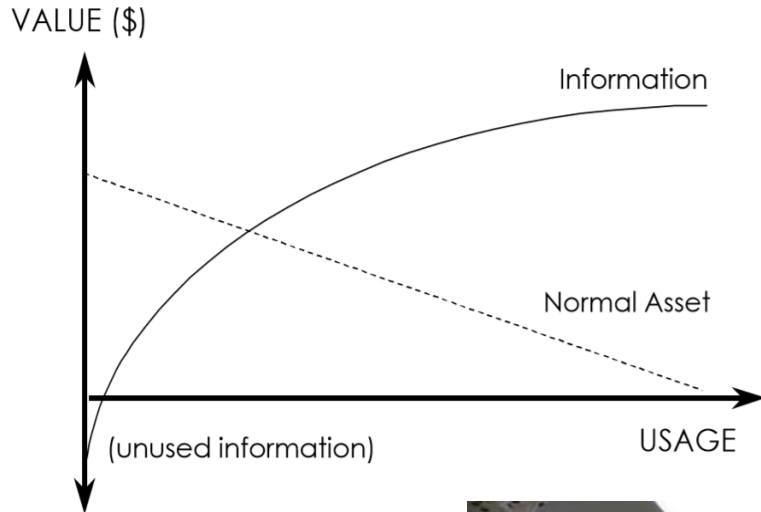 VALUE ($)
Information
Normal Asset
USAGE
(unused information)